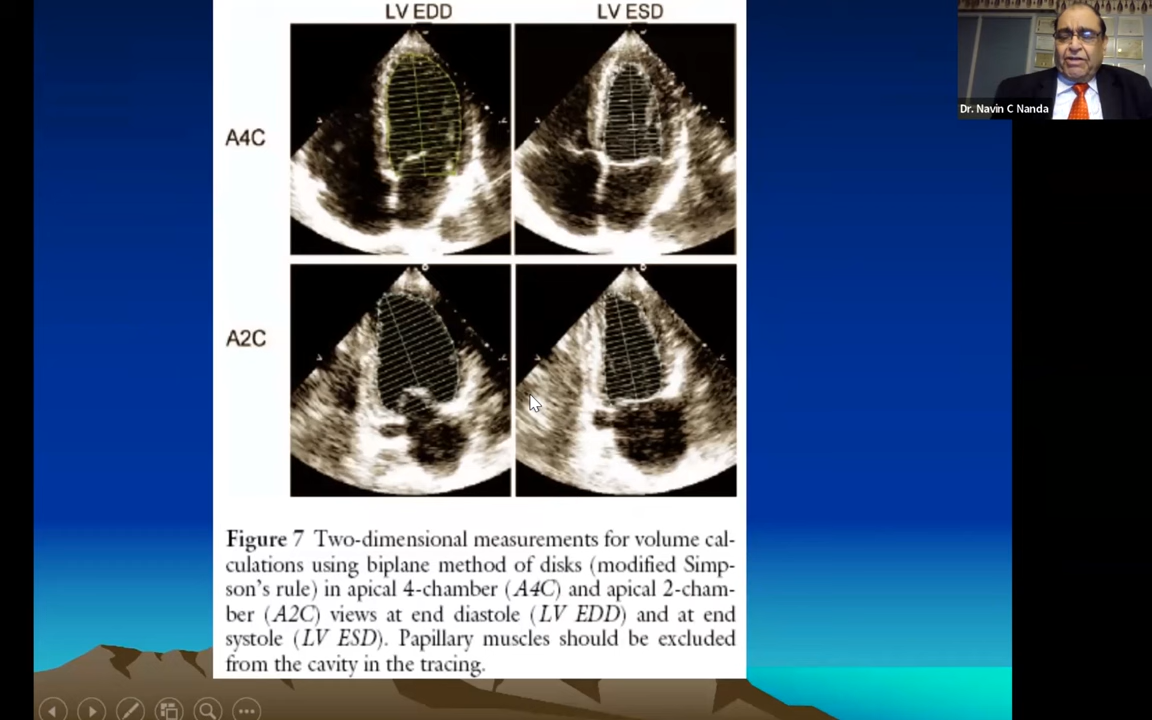 LV EDD
LV ESD
A4C
A2C
Figure 7 Two-dimensional measurements for volume cal-
culations using biplane method of disks (modified Simp-
son's rule) in apical 4-chamber (A4C) and apical 2-cham-
ber (A2C) views at end diastole (LV EDD) and at end
systole (LV ESD). Papillary muscles should be excluded
from the cavity in the tracing.
Dr. Navin C Nanda